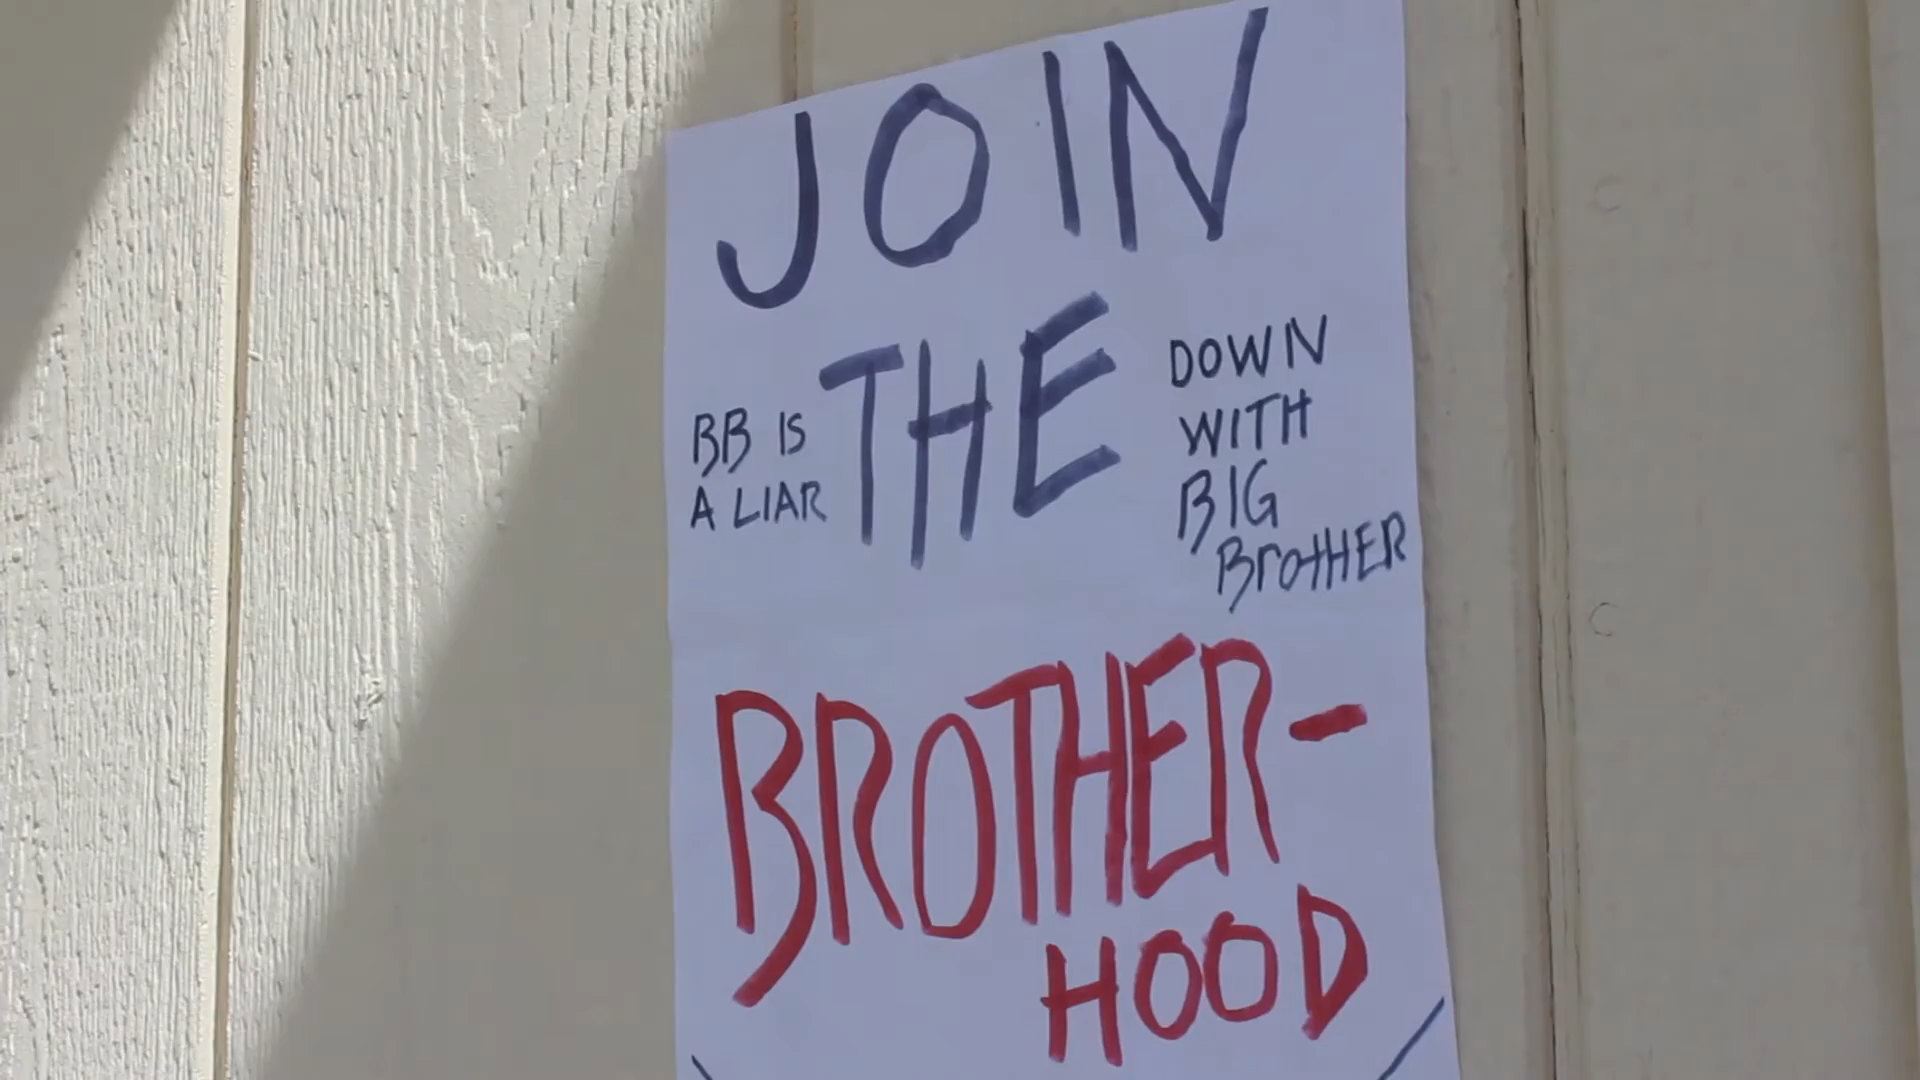 JOIN
THE
BB IS
A LIAR
DOWN
WITH
BIG
BrotHER
BROTHER-
HOOD